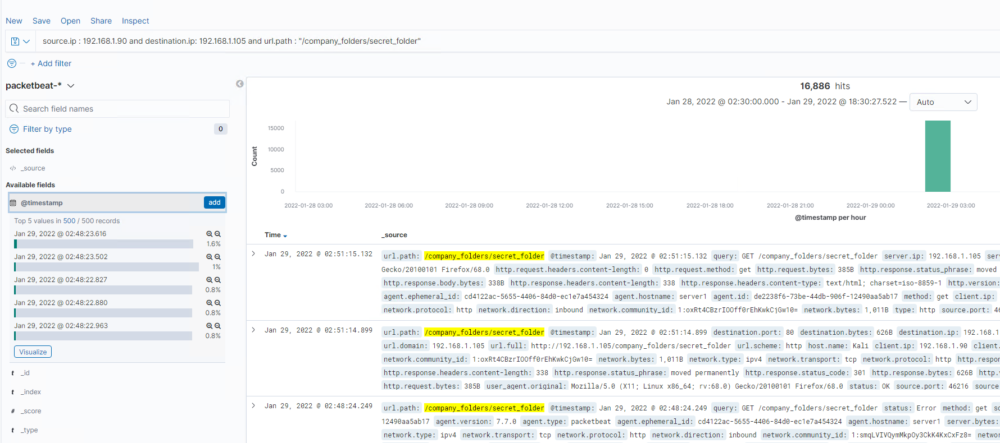 New Save Open Share Inspect
source.ip : 192.168.1.90 and destination.ip: 192.168.1.105 and url.path : "/company_folders/secret_folder"
+ Add filter
packetbeat-*
Search field names
Filter by type 0
Selected fields
_source
Available fields
@timestamp add
Top 5 values in 500 / 500 records
Jan 29, 2022 @ 02:48:23.616
1.6%
Jan 29, 2022 @ 02:48:23.502
1%
Jan 29, 2022 @ 02:48:22.827
0.8%
Jan 29, 2022 @ 02:48:22.880
0.8%
Jan 29, 2022 @ 02:48:22.963
0.8%
Visualize
t _id
t _index
# _score
t _type
16,886 hits
Jan 28, 2022 @ 02:30:00.000 - Jan 29, 2022 @ 18:30:27.522 — Auto
Count
15000
10000
5000
0
2022-01-28 03:00 2022-01-28 06:00 2022-01-28 09:00 2022-01-28 12:00 2022-01-28 15:00 2022-01-28 18:00 2022-01-28 21:00 2022-01-29 00:00 2022-01-29 03:00
@timestamp per hour
Time _source
Jan 29, 2022 @ 02:51:15.132 url.path: /company_folders/secret_folder @timestamp: Jan 29, 2022 @ 02:51:15.132 query: GET /company_folders/secret_folder server.ip: 192.168.1.105 serv
Gecko/20100101 Firefox/68.0 http.request.headers.content-length: 0 http.request.method: get http.request.bytes: 385B http.response.status_phrase: moved
http.response.body.bytes: 338B http.response.headers.content-length: 338 http.response.headers.content-type: text/html; charset=iso-8859-1 http.version:
agent.ephemeral_id: cd4122ac-5655-4406-84d0-ec1e7a454324 agent.hostname: server1 agent.id: de2238f6-73be-44db-906f-12490aa5ab17 method: get client.ip:
network.protocol: http network.direction: inbound network.community_id: 1:oxRt4CBzrIOOff0rEhKwkCjGw10= network.bytes: 1,011B type: http source.port: 46
Jan 29, 2022 @ 02:51:14.899 url.path: /company_folders/secret_folder @timestamp: Jan 29, 2022 @ 02:51:14.899 destination.port: 80 destination.bytes: 626B destination.ip: 192.168.1
url.domain: 192.168.1.105 url.full: http://192.168.1.105/company_folders/secret_folder url.scheme: http host.name: Kali client.ip: 192.168.1.90 client.
network.community_id: 1:oxRt4CBzrIOOff0rEhKwkCjGw10= network.bytes: 1,011B network.type: ipv4 network.transport: tcp network.protocol: http http.respon
http.response.headers.content-length: 338 http.response.status_phrase: moved permanently http.response.status_code: 301 http.response.bytes: 626B http.v
http.request.bytes: 385B user_agent.original: Mozilla/5.0 (X11; Linux x86_64; rv:68.0) Gecko/20100101 Firefox/68.0 status: OK source.port: 46216 source
Jan 29, 2022 @ 02:48:24.249 url.path: /company_folders/secret_folder @timestamp: Jan 29, 2022 @ 02:48:24.249 query: GET /company_folders/secret_folder status: Error method: get so
12490aa5ab17 agent.version: 7.7.0 agent.type: packetbeat agent.ephemeral_id: cd4122ac-5655-4406-84d0-ec1e7a454324 agent.hostname: server1 server.bytes:
network.type: ipv4 network.transport: tcp network.protocol: http network.direction: inbound network.community_id: 1:smqLVIVQymMkpOy3CkK4KxCxFz8= networ